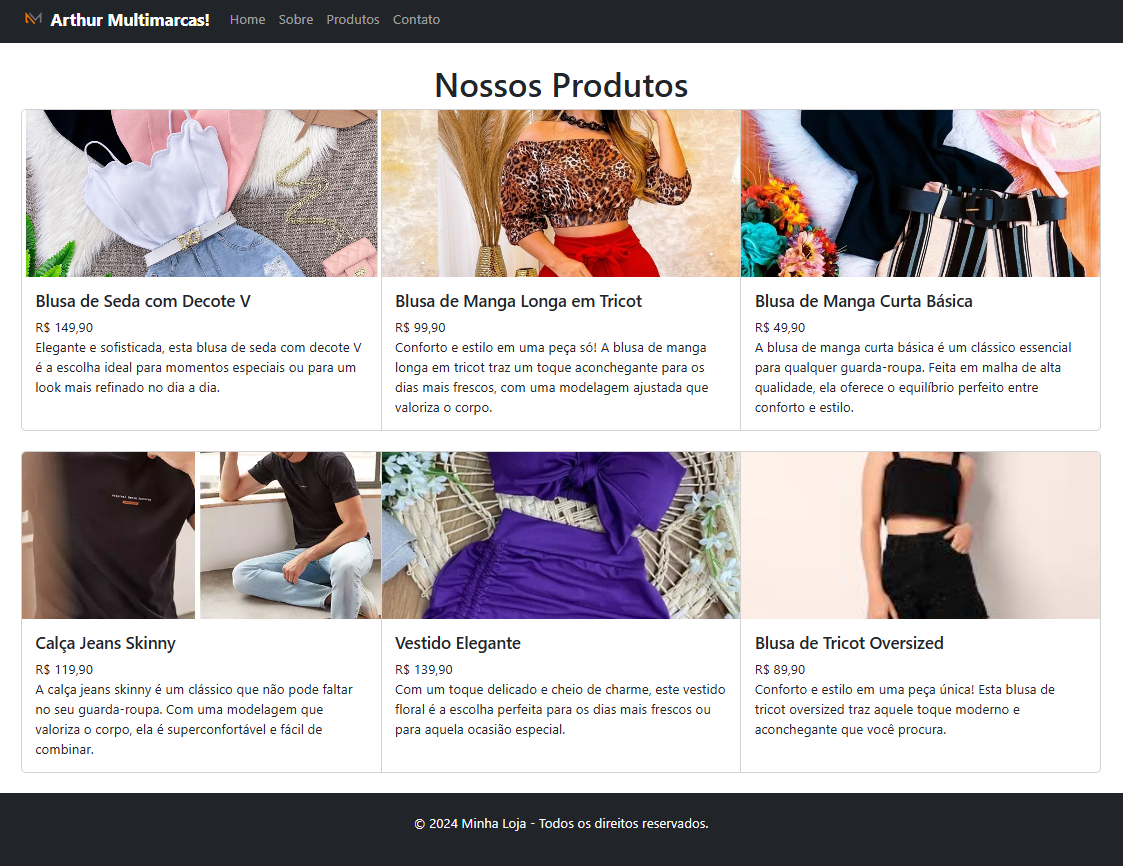 Arthur Multimarcas! Home Sobre Produtos Contato
Nossos Produtos
Blusa de Seda com Decote V
R$ 149,90
Elegante e sofisticada, esta blusa de seda com decote V
é a escolha ideal para momentos especiais ou para um
look mais refinado no dia a dia.
Blusa de Manga Longa em Tricot
R$ 99,90
Conforto e estilo em uma peça só! A blusa de manga
longa em tricot traz um toque aconchegante para os
dias mais frescos, com uma modelagem ajustada que
valoriza o corpo.
Blusa de Manga Curta Básica
R$ 49,90
A blusa de manga curta básica é um clássico essencial
para qualquer guarda-roupa. Feita em malha de alta
qualidade, ela oferece o equilíbrio perfeito entre
conforto e estilo.
Calça Jeans Skinny
R$ 119,90
A calça jeans skinny é um clássico que não pode faltar
no seu guarda-roupa. Com uma modelagem que
valoriza o corpo, ela é superconfortável e fácil de
combinar.
Vestido Elegante
R$ 139,90
Com um toque delicado e cheio de charme, este vestido
floral é a escolha perfeita para os dias mais frescos ou
para aquela ocasião especial.
Blusa de Tricot Oversized
R$ 89,90
Conforto e estilo em uma peça única! Esta blusa de
tricot oversized traz aquele toque moderno e
aconchegante que você procura.
© 2024 Minha Loja - Todos os direitos reservados.